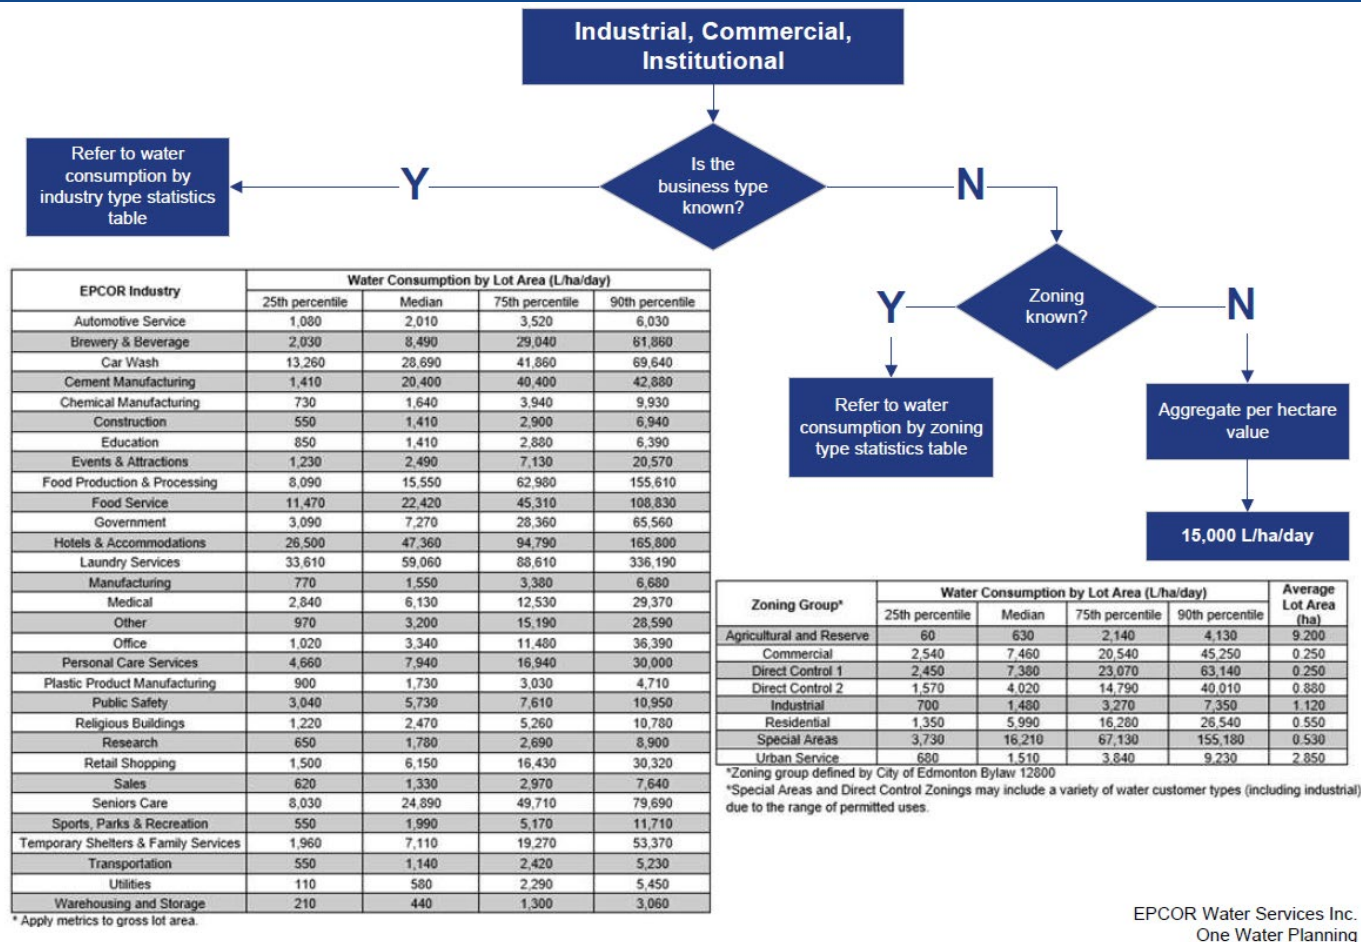 Industrial, Commercial,
Institutional
Refer to water
consumption by
industry type statistics
table
Y
Is the
business type
known?
N
Zoning
known?
Y
N
Refer to water
consumption by zoning
type statistics table
Aggregate per hectare
value
15,000 L/ha/day
EPCOR Industry Water Consumption by Lot Area (L/ha/day)
25th percentile Median 75th percentile 90th percentile
Automotive Service 1,080 2,010 3,520 6,030
Brewery & Beverage 2,030 8,490 29,040 61,860
Car Wash 13,260 28,690 41,860 69,640
Cement Manufacturing 1,410 20,400 40,400 42,880
Chemical Manufacturing 730 1,640 3,940 9,930
Construction 550 1,410 2,900 6,940
Education 850 1,410 2,880 6,390
Events & Attractions 1,230 2,490 7,130 20,570
Food Production & Processing 8,090 15,550 62,980 155,610
Food Service 11,470 22,420 45,310 108,830
Government 3,090 7,270 28,360 65,560
Hotels & Accommodations 26,500 47,360 94,790 165,800
Laundry Services 33,610 59,060 88,610 336,190
Manufacturing 770 1,550 3,380 6,680
Medical 2,840 6,130 12,530 29,370
Other 970 3,200 15,190 28,590
Office 1,020 3,340 11,480 36,390
Personal Care Services 4,660 7,940 16,940 30,000
Plastic Product Manufacturing 900 1,730 3,030 4,710
Public Safety 3,040 5,730 7,610 10,950
Religious Buildings 1,220 2,470 5,260 10,780
Research 650 1,780 2,690 8,900
Retail Shopping 1,500 6,150 16,430 30,320
Sales 620 1,330 2,970 7,640
Seniors Care 8,030 24,890 49,710 79,690
Sports, Parks & Recreation 550 1,990 5,170 11,710
Temporary Shelters & Family Services 1,960 7,110 19,270 53,370
Transportation 550 1,140 2,420 5,230
Utilities 110 580 2,290 5,450
Warehousing and Storage 210 440 1,300 3,060
* Apply metrics to gross lot area.
Zoning Group* Water Consumption by Lot Area (L/ha/day) Average Lot Area (ha)
25th percentile Median 75th percentile 90th percentile
Agricultural and Reserve 60 630 2,140 4,130 9.200
Commercial 2,540 7,460 20,540 45,250 0.250
Direct Control 1 2,450 7,380 23,070 63,140 0.250
Direct Control 2 1,570 4,020 14,790 40,010 0.880
Industrial 700 1,480 3,270 7,350 1.120
Residential 1,350 5,990 16,280 26,540 0.550
Special Areas 3,730 16,210 67,130 155,180 0.530
Urban Service 680 1,510 3,840 9,230 2.850
*Zoning group defined by City of Edmonton Bylaw 12800
*Special Areas and Direct Control Zonings may include a variety of water customer types (including industrial)
due to the range of permitted uses.
EPCOR Water Services Inc.
One Water Planning